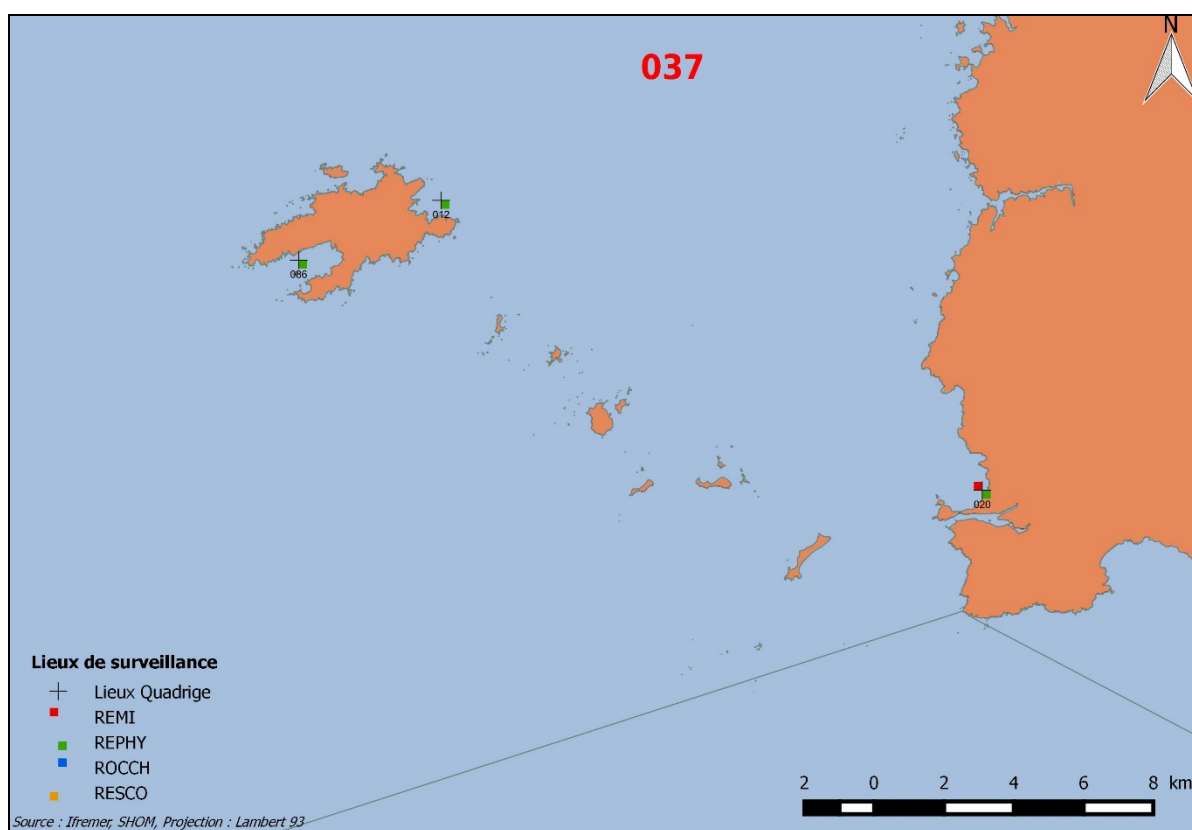 N
037
012
086
020
Lieux de surveillance
Lieux Quadrige
REMI
REPHY
ROCCH
RESCO
2 0 2 4 6 8 km
Source : Ifremer, SHOM, Projection : Lambert 93